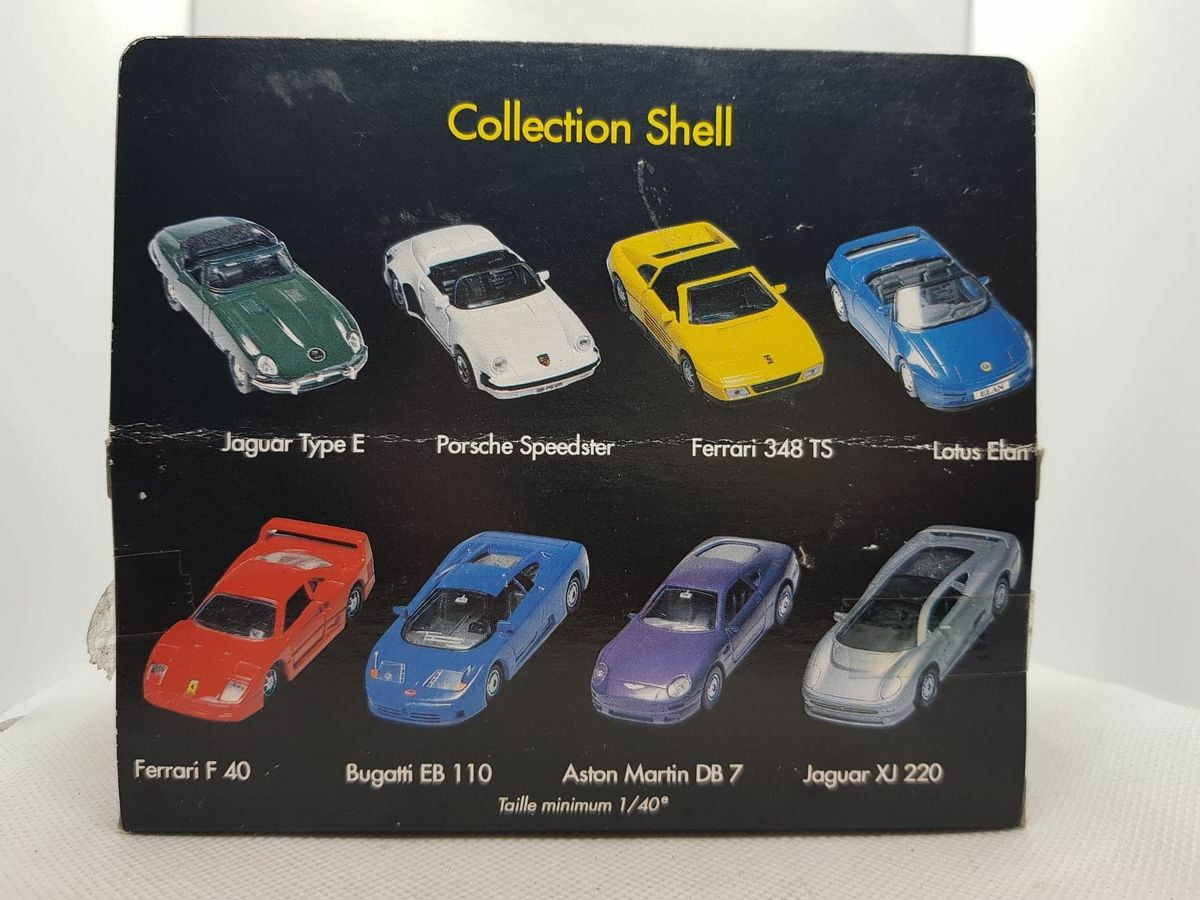 Collection Shell
Jaguar Type E
Porsche Speedster
Ferrari 348 TS
Lotus Elan
ELAN
Ferrari F 40
Bugatti EB 110
Aston Martin DB 7
Jaguar XJ 220
Taille minimum 1/40ᵉ